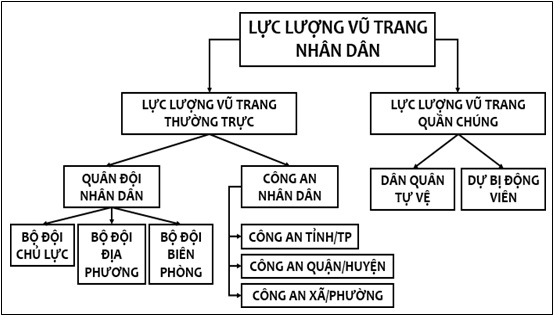 LỰC LƯỢNG VŨ TRANG
NHÂN DÂN
LỰC LƯỢNG VŨ TRANG
THƯỜNG TRỰC
LỰC LƯỢNG VŨ TRANG
QUẦN CHÚNG
QUÂN ĐỘI
NHÂN DÂN
CÔNG AN
NHÂN DÂN
DÂN QUÂN
TỰ VỆ
DỰ BỊ ĐỘNG
VIÊN
BỘ ĐỘI
CHỦ LỰC
BỘ ĐỘI
ĐỊA
PHƯƠNG
BỘ ĐỘI
BIÊN
PHÒNG
CÔNG AN TỈNH/TP
CÔNG AN QUẬN/HUYỆN
CÔNG AN XÃ/PHƯỜNG